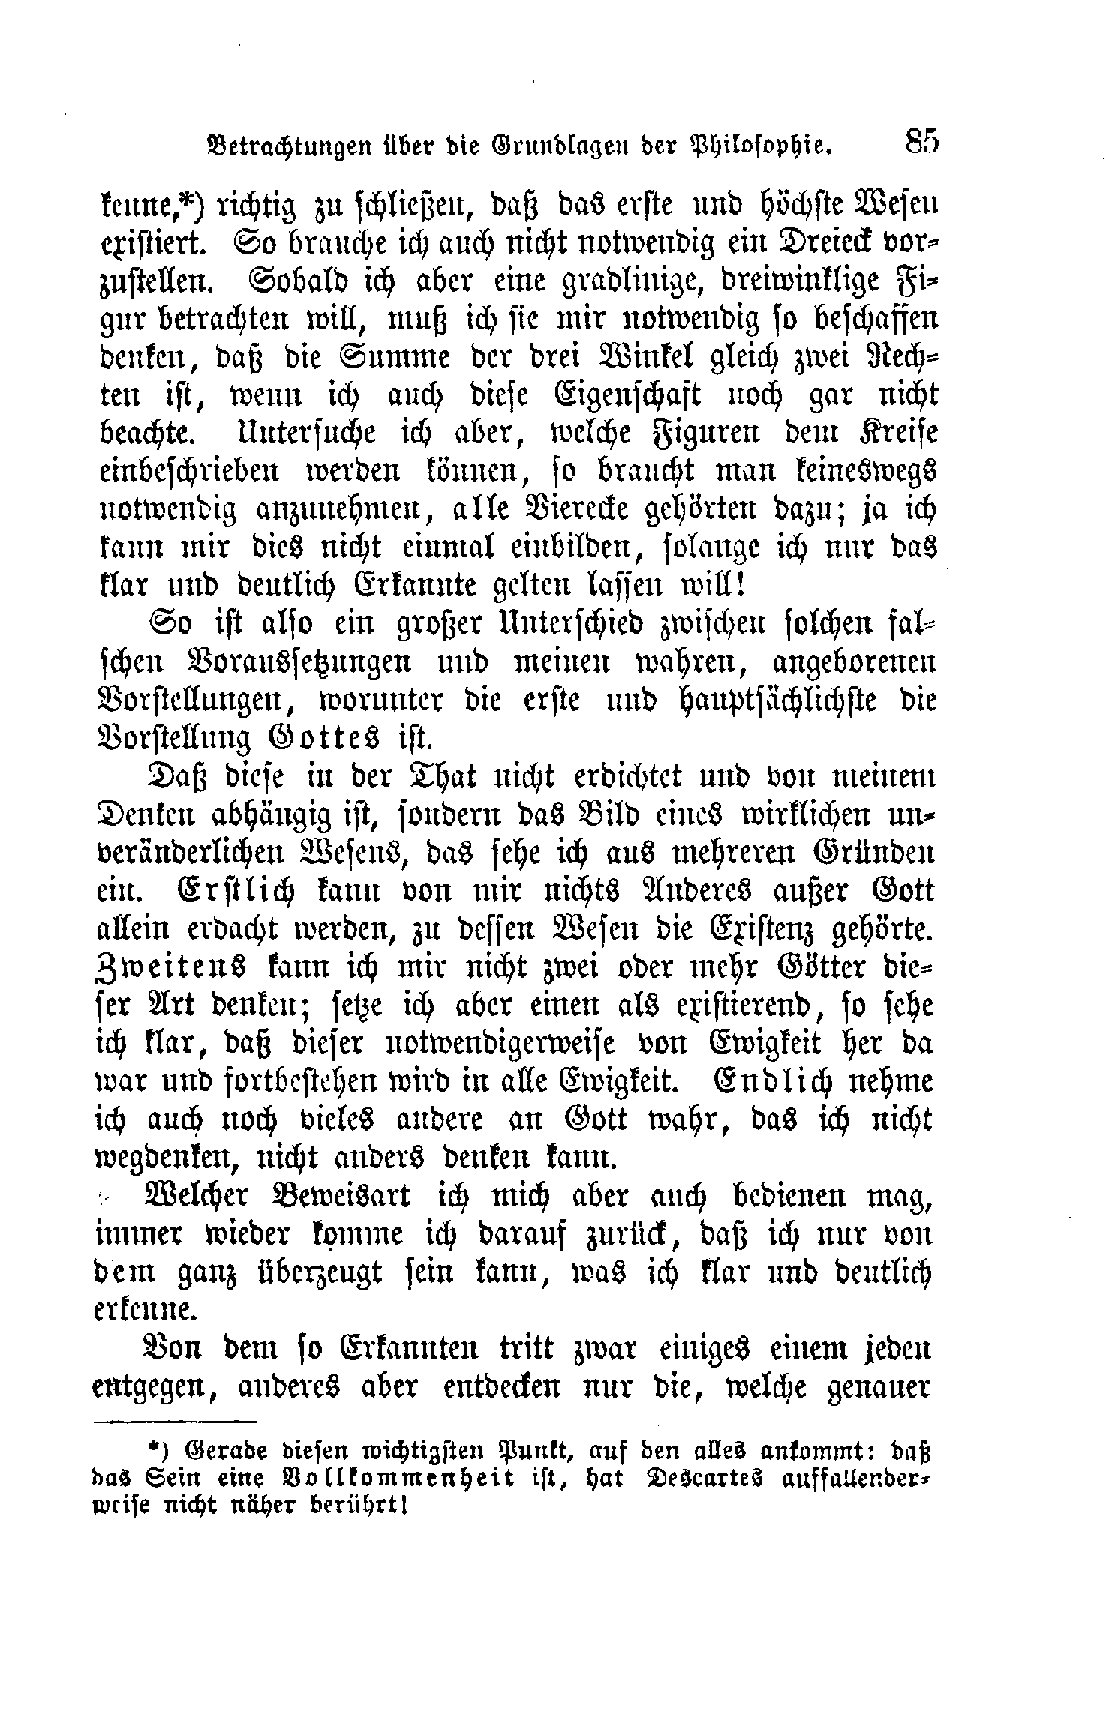 Betrachtungen über die Grundlagen der Philosophie. 85
kenne,*) richtig zu schließen, daß das erste und höchste Wesen
existiert. So brauche ich auch nicht notwendig ein Dreieck vor-
zustellen. Sobald ich aber eine gradlinige, dreiwinklige Fi-
gur betrachten will, muß ich sie mir notwendig so beschaffen
denken, daß die Summe der drei Winkel gleich zwei Rech-
ten ist, wenn ich auch diese Eigenschaft noch gar nicht
beachte. Untersuche ich aber, welche Figuren dem Kreise
einbeschrieben werden können, so braucht man keineswegs
notwendig anzunehmen, alle Vierecke gehörten dazu; ja ich
kann mir dies nicht einmal einbilden, solange ich nur das
klar und deutlich Erkannte gelten lassen will!
So ist also ein großer Unterschied zwischen solchen fal-
schen Voraussetzungen und meinen wahren, angeborenen
Vorstellungen, worunter die erste und hauptsächlichste die
Vorstellung Gottes ist.
Daß diese in der That nicht erdichtet und von meinem
Denken abhängig ist, sondern das Bild eines wirklichen un-
veränderlichen Wesens, das sehe ich aus mehreren Gründen
ein. Erstlich kann von mir nichts Anderes außer Gott
allein erdacht werden, zu dessen Wesen die Existenz gehörte.
Zweitens kann ich mir nicht zwei oder mehr Götter die-
ser Art denken; setze ich aber einen als existierend, so sehe
ich klar, daß dieser notwendigerweise von Ewigkeit her da
war und fortbestehen wird in alle Ewigkeit. Endlich nehme
ich auch noch vieles andere an Gott wahr, das ich nicht
wegdenken, nicht anders denken kann.
Welcher Beweisart ich mich aber auch bedienen mag,
immer wieder komme ich darauf zurück, daß ich nur von
dem ganz überzeugt sein kann, was ich klar und deutlich
erkenne.
Von dem so Erkannten tritt zwar einiges einem jeden
entgegen, anderes aber entdecken nur die, welche genauer
*) Gerade diesen wichtigsten Punkt, auf den alles ankommt: daß
das Sein eine Vollkommenheit ist, hat Descartes auffallender-
weise nicht näher berührt!